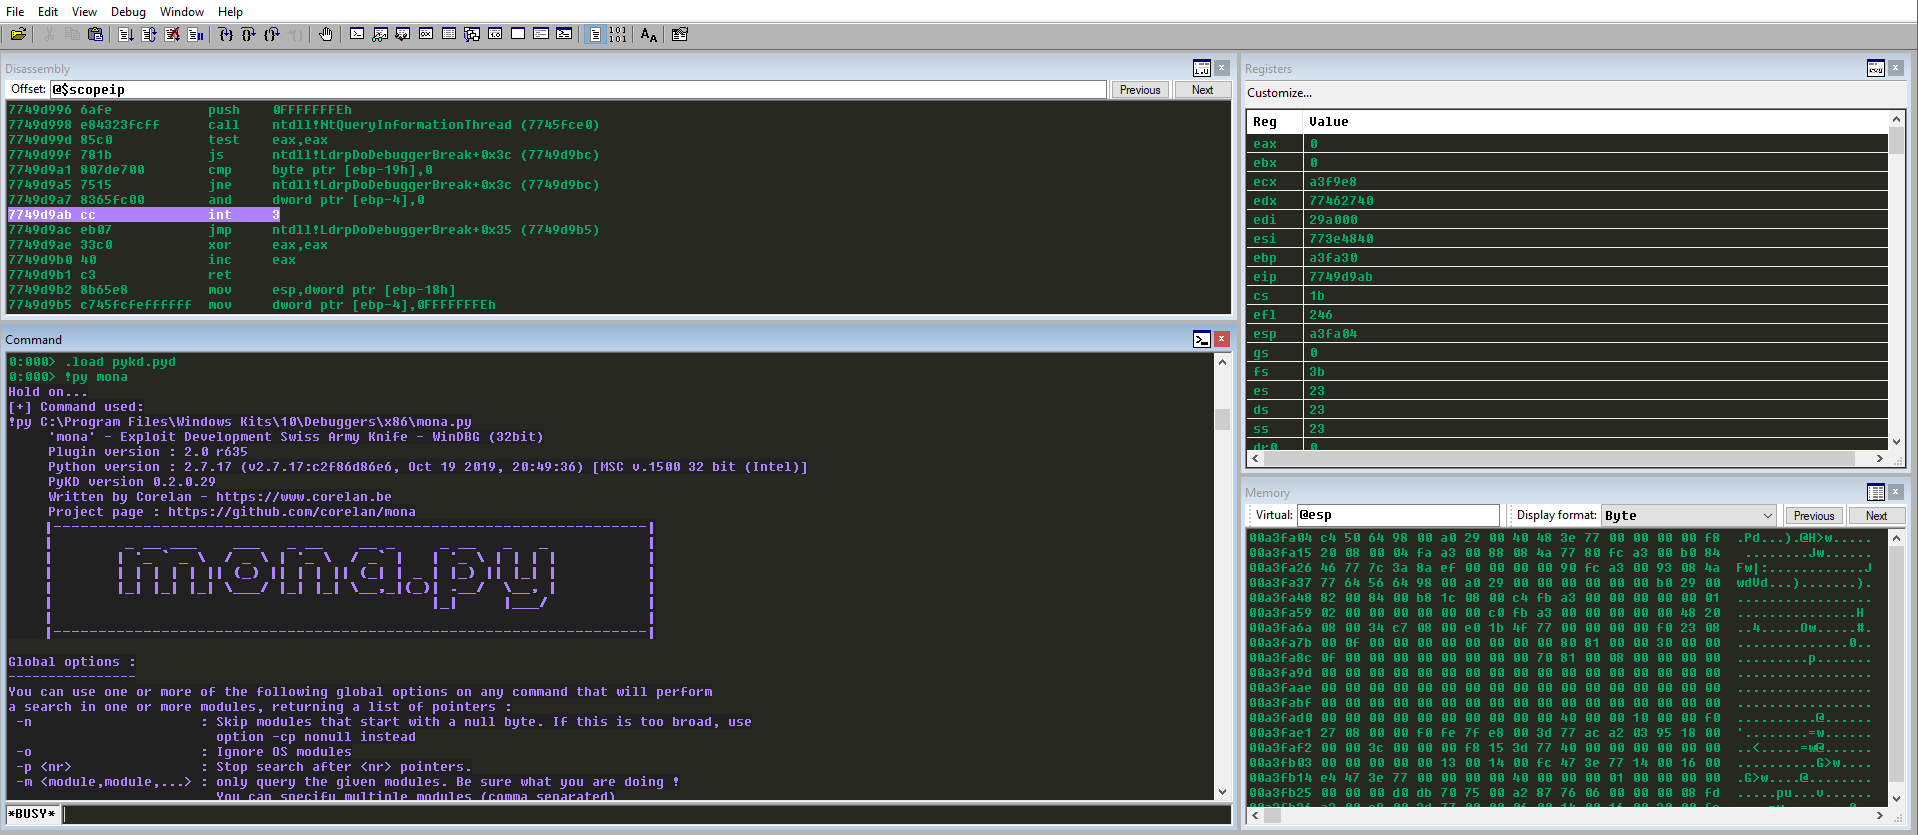 File Edit View Debug Window Help
Disassembly
Offset: @$scopeip Previous Next
7749d996 6afe push 0FFFFFFFEh
7749d998 e84323fcff call ntdll!NtQueryInformationThread (7745fce0)
7749d99d 85c0 test eax,eax
7749d99f 781b js ntdll!LdrpDoDebuggerBreak+0x3c (7749d9bc)
7749d9a1 807de700 cmp byte ptr [ebp-19h],0
7749d9a5 7515 jne ntdll!LdrpDoDebuggerBreak+0x3c (7749d9bc)
7749d9a7 8365fc00 and dword ptr [ebp-4],0
7749d9ab cc int 3
7749d9ac eb07 jmp ntdll!LdrpDoDebuggerBreak+0x35 (7749d9b5)
7749d9ae 33c0 xor eax,eax
7749d9b0 40 inc eax
7749d9b1 c3 ret
7749d9b2 8b65e8 mov esp,dword ptr [ebp-18h]
7749d9b5 c745fcfeffffff mov dword ptr [ebp-4],0FFFFFFFEh
Command
0:000> .load pykd.pyd
0:000> !py mona
Hold on...
[+] Command used:
!py C:\Program Files\Windows Kits\10\Debuggers\x86\mona.py
'mona' - Exploit Development Swiss Army Knife - WinDBG (32bit)
Plugin version : 2.0 r635
Python version : 2.7.17 (v2.7.17:c2f86d86e6, Oct 19 2019, 20:49:36) [MSC v.1500 32 bit (Intel)]
PyKD version 0.2.0.29
Written by Corelan - https://www.corelan.be
Project page : https://github.com/corelan/mona
mona.py
Global options :
----------------
You can use one or more of the following global options on any command that will perform
a search in one or more modules, returning a list of pointers :
-n : Skip modules that start with a null byte. If this is too broad, use
option -cp nonull instead
-o : Ignore OS modules
-p <nr> : Stop search after <nr> pointers.
-m <module,module,...> : only query the given modules. Be sure what you are doing !
You can specify multiple modules (comma separated)
*BUSY*
Registers
Customize...
Reg Value
eax 0
ebx 0
ecx a3f9e8
edx 77462740
edi 29a000
esi 773e4840
ebp a3fa30
eip 7749d9ab
cs 1b
efl 246
esp a3fa04
gs 0
fs 3b
es 23
ds 23
ss 23
dr0 0
Memory
Virtual: @esp Display format: Byte Previous Next
00a3fa04 c4 50 64 98 00 a0 29 00 40 48 3e 77 00 00 00 00 f8 .Pd...).@H>w.....
00a3fa15 20 08 00 04 fa a3 00 88 08 4a 77 80 fc a3 00 b0 84 ........Jw......
00a3fa26 46 77 7c 3a 8a ef 00 00 00 00 90 fc a3 00 93 08 4a Fw|:............J
00a3fa37 77 64 56 64 98 00 a0 29 00 00 00 00 00 00 b0 29 00 wdVd...).......).
00a3fa48 82 00 84 00 b8 1c 08 00 c4 fb a3 00 00 00 00 00 01 .................
00a3fa59 02 00 00 00 00 00 00 00 c0 fb a3 00 00 00 00 48 20 ...............H
00a3fa6a 08 00 34 c7 08 00 e0 1b 4f 77 00 00 00 00 f0 23 08 ..4.....Ow.....#.
00a3fa7b 00 0f 00 00 00 00 00 00 00 00 80 81 00 00 30 00 00 ..............0..
00a3fa8c 0f 00 00 00 00 00 00 00 00 70 81 00 08 00 00 00 00 .........p.......
00a3fa9d 00 00 00 00 00 00 00 00 00 00 00 00 00 00 00 00 00 .................
00a3faae 00 00 00 00 00 00 00 00 00 00 00 00 00 00 00 00 00 .................
00a3fabf 00 00 00 00 00 00 00 00 00 00 00 00 00 00 00 00 00 .................
00a3fad0 00 00 00 00 00 00 00 00 00 00 40 00 00 10 00 00 f0 ..........@......
00a3fae1 27 08 00 00 f0 fe 7f e8 00 3d 77 ac a2 03 95 18 00 '........=w......
00a3faf2 00 00 3c 00 00 00 f8 15 3d 77 40 00 00 00 00 00 00 ..<.....=w@......
00a3fb03 00 00 00 00 00 13 00 14 00 fc 47 3e 77 14 00 16 00 ..........G>w....
00a3fb14 e4 47 3e 77 00 00 00 00 40 00 00 00 01 00 00 00 00 .G>w....@........
00a3fb25 00 00 00 d0 db 70 75 00 a2 87 76 06 00 00 00 08 fd .....pu...v......